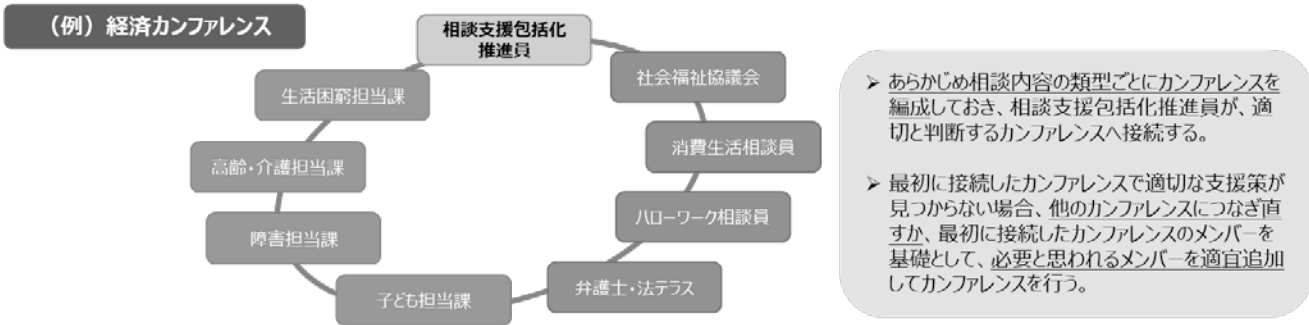 （例）経済カンファレンス
相談支援包括化
推進員
社会福祉協議会
消費生活相談員
ハローワーク相談員
弁護士・法テラス
子ども担当課
障害担当課
高齢・介護担当課
生活困窮担当課
➢ あらかじめ相談内容の類型ごとにカンファレンスを
編成しておき、相談支援包括化推進員が、適
切と判断するカンファレンスへ接続する。
➢ 最初に接続したカンファレンスで適切な支援策が
見つからない場合、他のカンファレンスにつなぎ直
すか、最初に接続したカンファレンスのメンバーを
基礎として、必要と思われるメンバーを適宜追加
してカンファレンスを行う。